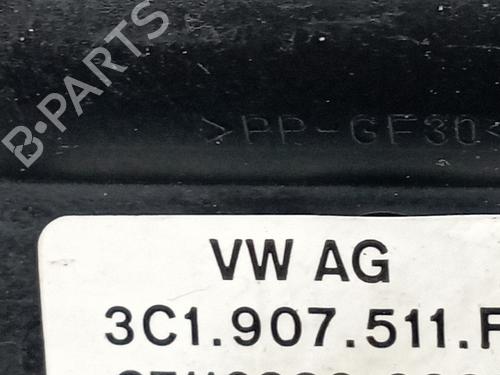 B-PARTS
>PP-GF30<
VW AG
3C1.907.511.F